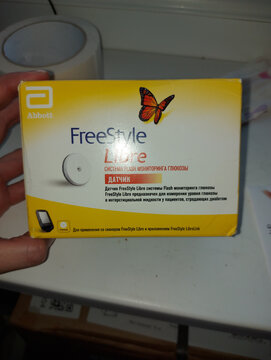 Abbott
FreeStyle
Libre
СИСТЕМА FLASH МОНИТОРИНГА ГЛЮКОЗЫ
ДАТЧИК
Датчик FreeStyle Libre системы Flash мониторинга глюкозы
FreeStyle Libre предназначен для измерения уровня глюкозы
в интерстициальной жидкости у пациентов, страдающих диабетом
Для применения со сканером FreeStyle Libre и приложением FreeStyle LibreLink